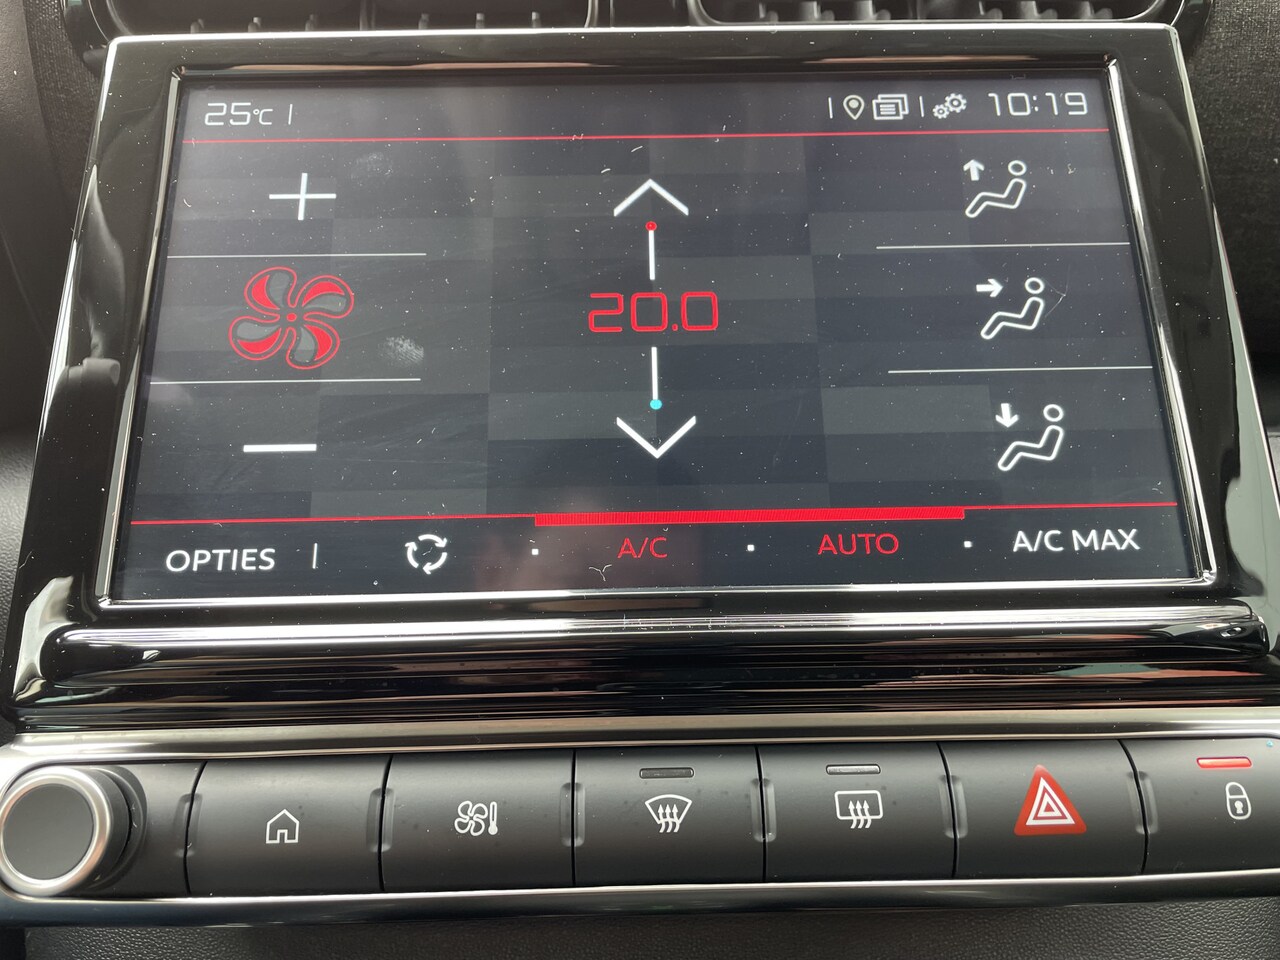 25°C
10:19
20.0
OPTIES
A/C
AUTO
A/C MAX